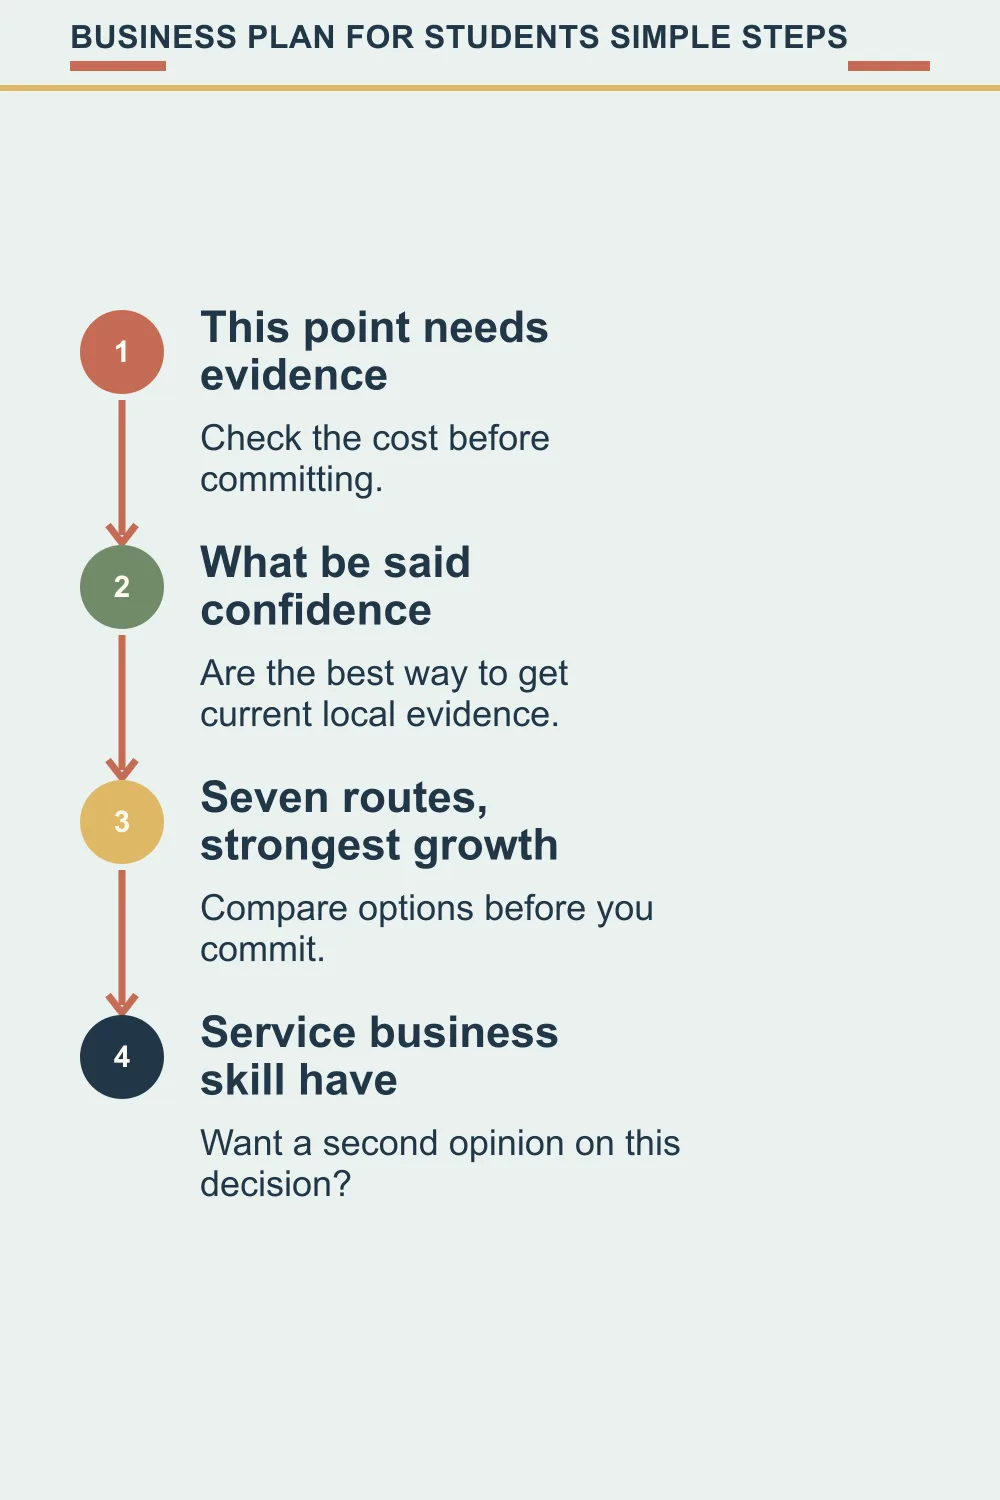 BUSINESS PLAN FOR STUDENTS SIMPLE STEPS
1
This point needs
evidence
Check the cost before
committing.
2
What be said
confidence
Are the best way to get
current local evidence.
3
Seven routes,
strongest growth
Compare options before you
commit.
4
Service business
skill have
Want a second opinion on this
decision?